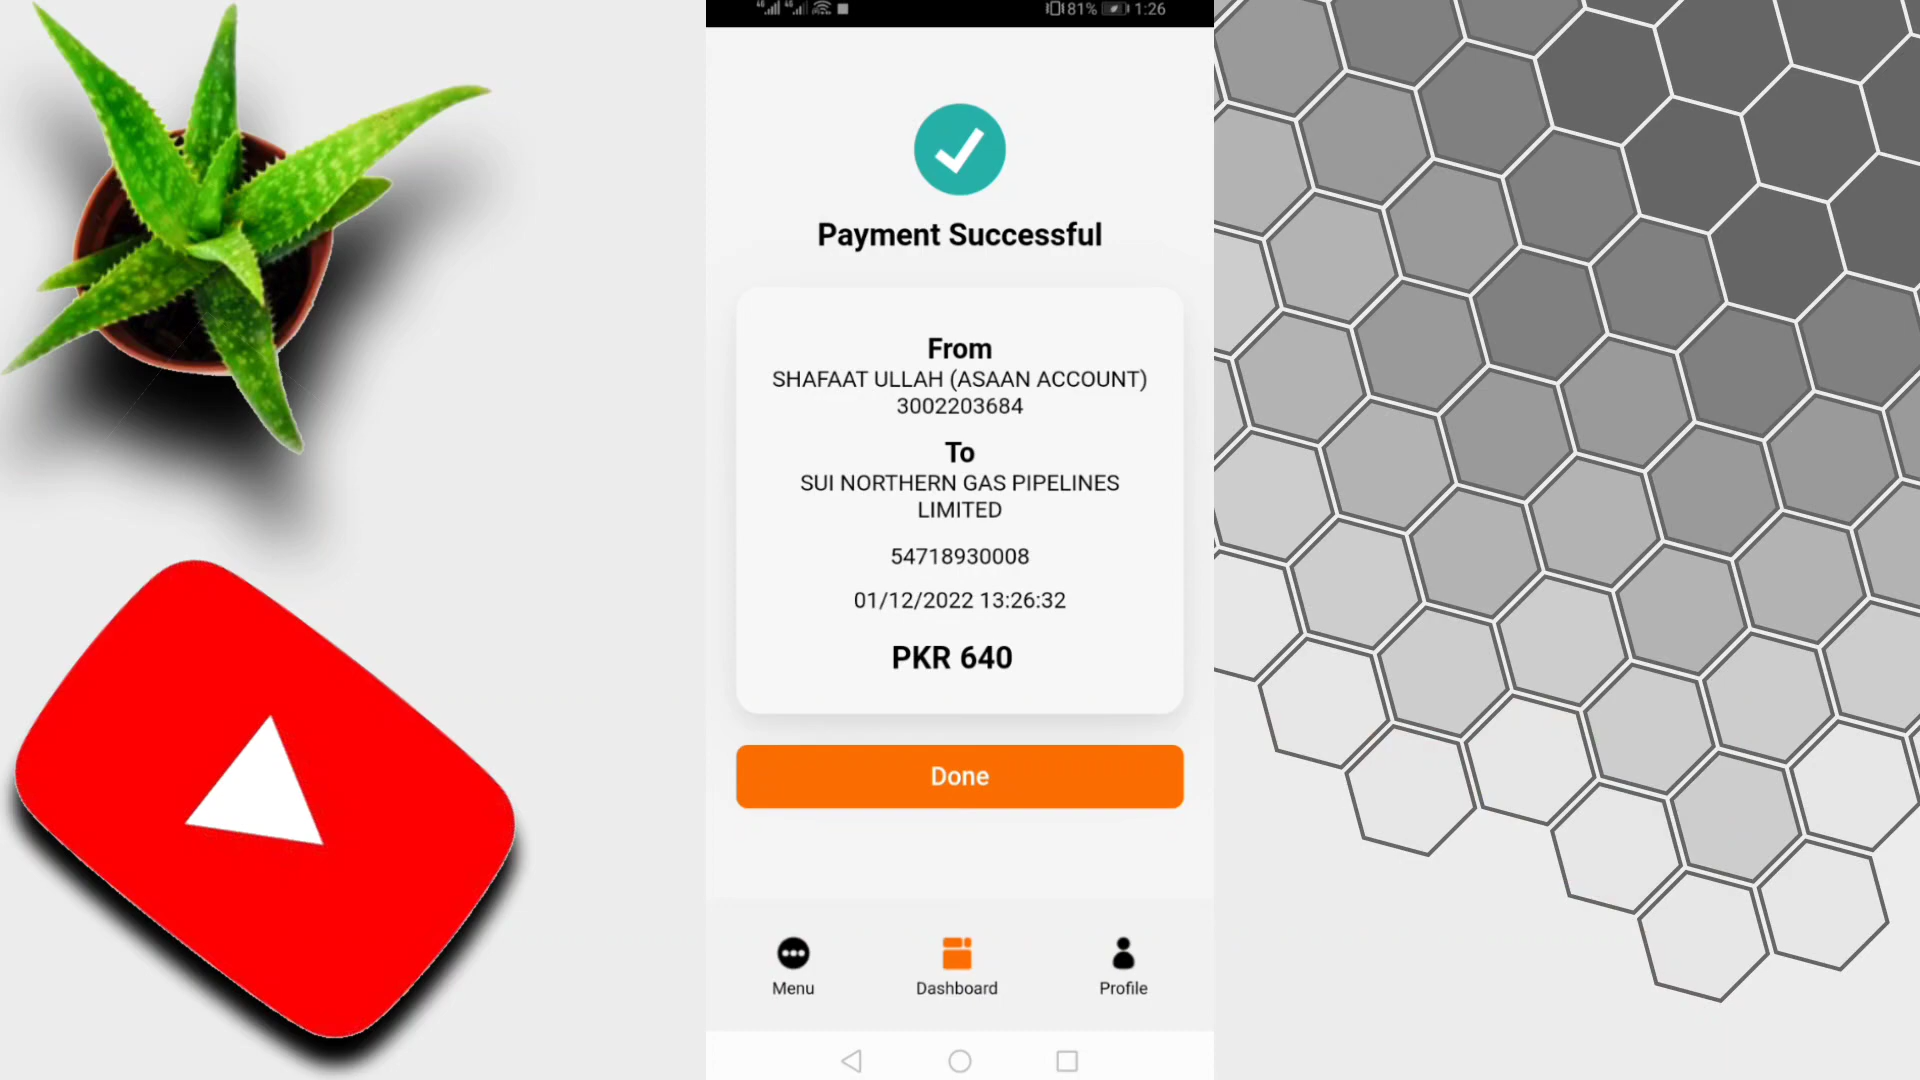 81% 1:26
Payment Successful
From
SHAFAAT ULLAH (ASAAN ACCOUNT)
3002203684
To
SUI NORTHERN GAS PIPELINES
LIMITED
54718930008
01/12/2022 13:26:32
PKR 640
Done
Menu Dashboard Profile